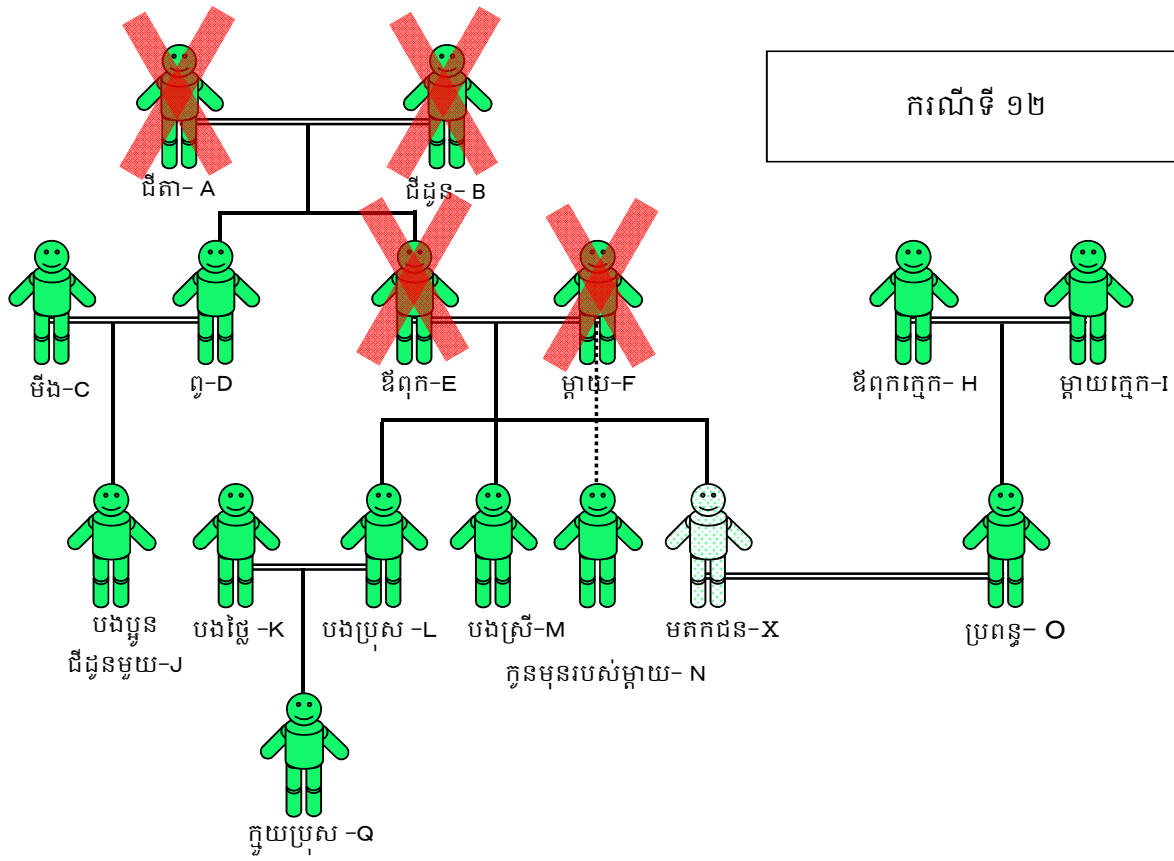 ករណីទី ១២
ជីតា- A
ជីដូន- B
មីង-C
ពូ-D
ឪពុក-E
ម្តាយ-F
ឪពុកក្មេក- H
ម្តាយក្មេក-I
បងប្អូន
ជីដូនមួយ-J
បងថ្លៃ -K
បងប្រុស -L
បងស្រី-M
កូនមុនរបស់ម្តាយ- N
មតកជន-X
ប្រពន្ធ- O
ក្មួយប្រុស -Q